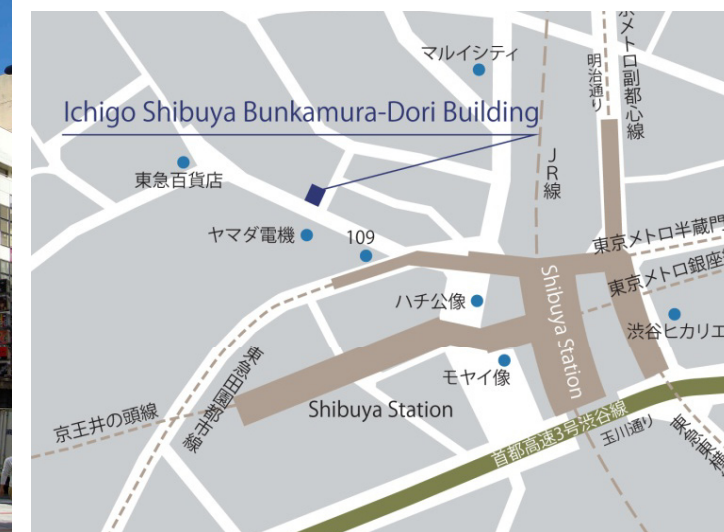 マルイシティ
明治通り
メトロ副都心線
Ichigo Shibuya Bunkamura-Dori Building
JR線
東急百貨店
ヤマダ電機
109
東京メトロ半蔵門
東京メトロ銀座
ハチ公像
Shibuya Station
渋谷ヒカリエ
モヤイ像
東急田園都市線
Shibuya Station
京王井の頭線
首都高速3号渋谷線
玉川通り
東急東横